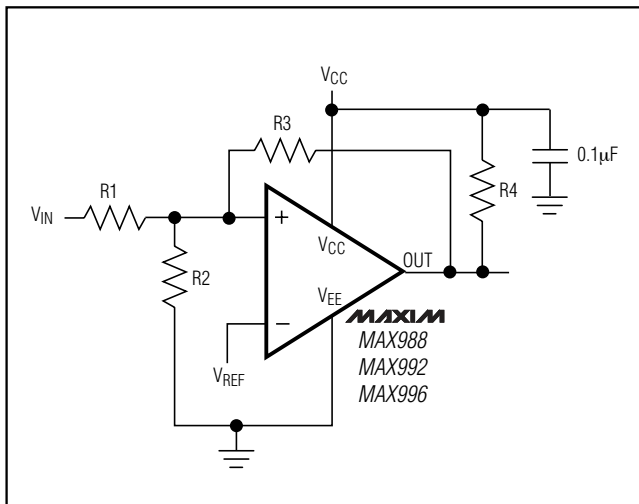 VCC
R3
0.1μF
R1
R4
VIN
+
VCC
OUT
R2
VEE
MAXIM
−
MAX988
VREF
MAX992
MAX996